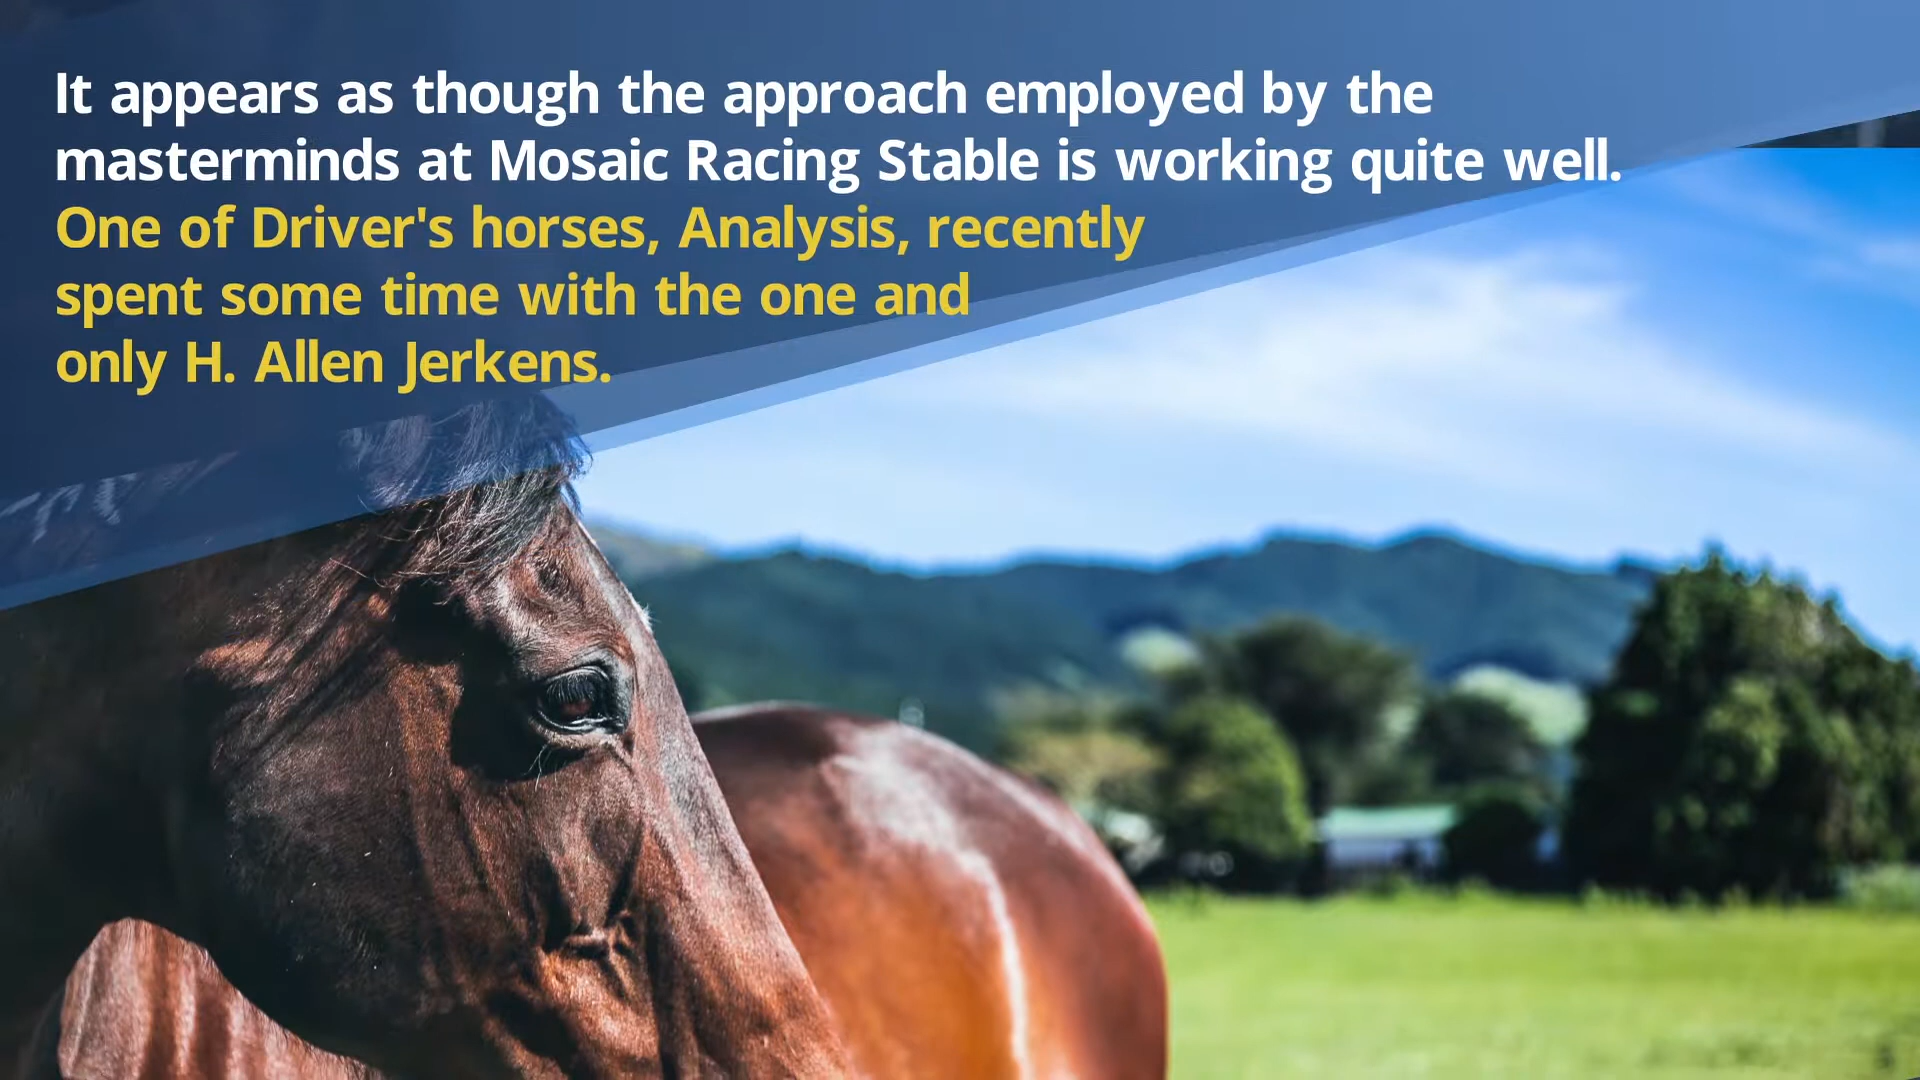 It appears as though the approach employed by the
masterminds at Mosaic Racing Stable is working quite well.
One of Driver's horses, Analysis, recently
spent some time with the one and
only H. Allen Jerkens.